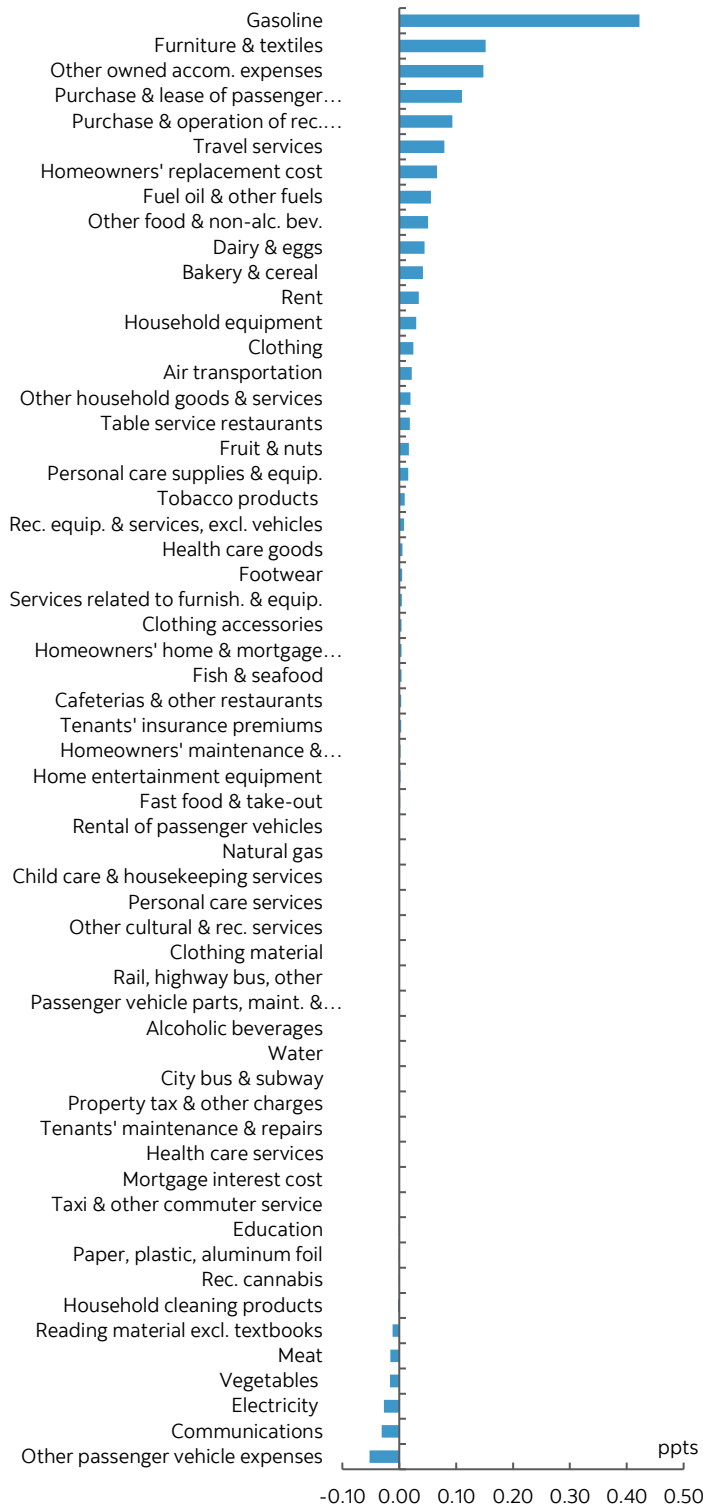 Gasoline
Furniture & textiles
Other owned accom. expenses
Purchase & lease of passenger…
Purchase & operation of rec.…
Travel services
Homeowners' replacement cost
Fuel oil & other fuels
Other food & non-alc. bev.
Dairy & eggs
Bakery & cereal
Rent
Household equipment
Clothing
Air transportation
Other household goods & services
Table service restaurants
Fruit & nuts
Personal care supplies & equip.
Tobacco products
Rec. equip. & services, excl. vehicles
Health care goods
Footwear
Services related to furnish. & equip.
Clothing accessories
Homeowners' home & mortgage…
Fish & seafood
Cafeterias & other restaurants
Tenants' insurance premiums
Homeowners' maintenance &…
Home entertainment equipment
Fast food & take-out
Rental of passenger vehicles
Natural gas
Child care & housekeeping services
Personal care services
Other cultural & rec. services
Clothing material
Rail, highway bus, other
Passenger vehicle parts, maint. &…
Alcoholic beverages
Water
City bus & subway
Property tax & other charges
Tenants' maintenance & repairs
Health care services
Mortgage interest cost
Taxi & other commuter service
Education
Paper, plastic, aluminum foil
Rec. cannabis
Household cleaning products
Reading material excl. textbooks
Meat
Vegetables
Electricity
Communications
Other passenger vehicle expenses
ppts
-0.10 0.00 0.10 0.20 0.30 0.40 0.50